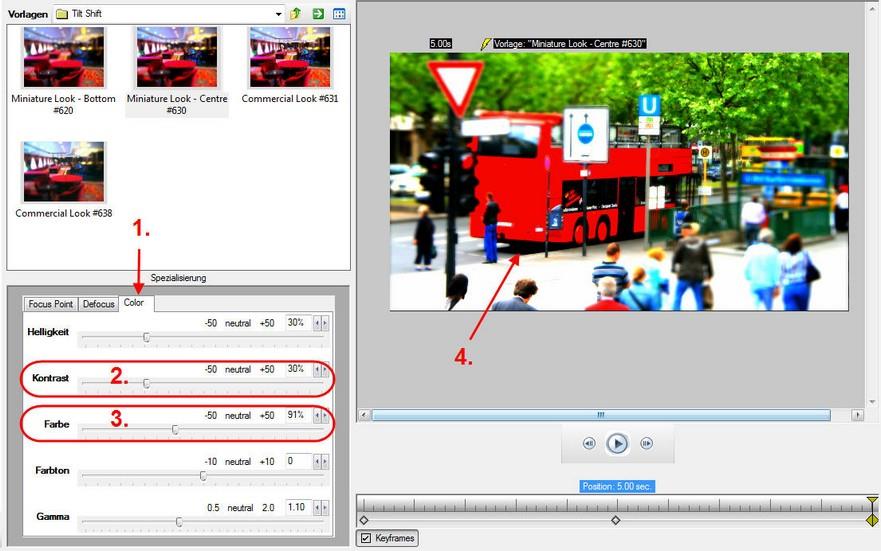 Vorlagen Tilt Shift
Miniature Look - Bottom #620
Miniature Look - Centre #630
Commercial Look #631
Commercial Look #638
1.
Spezialisierung
Focus Point Defocus Color
Helligkeit -50 neutral +50 30%
Kontrast 2. -50 neutral +50 30%
Farbe 3. -50 neutral +50 91%
Farbton -10 neutral +10 0
Gamma 0.5 neutral 2.0 1.10
5.00s Vorlage: "Miniature Look - Centre #630"
U
H
4.
Position: 5.00 sec.
Keyframes